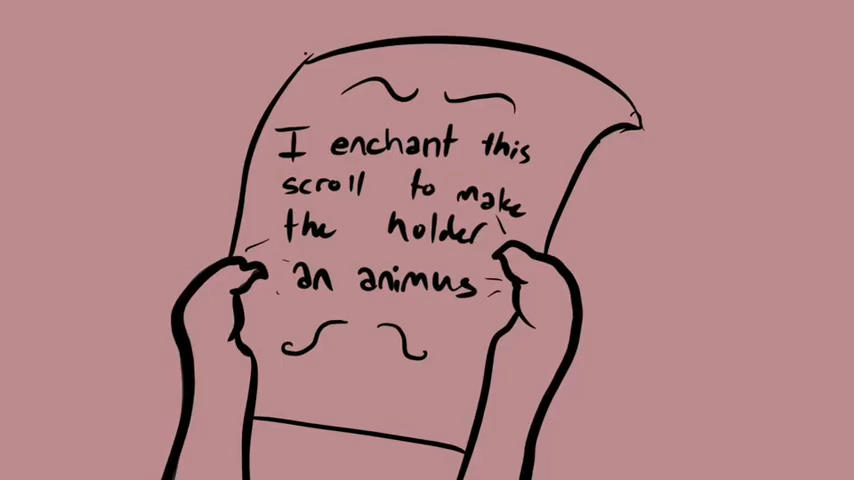 I enchant this
scroll to make
the holder
an animus